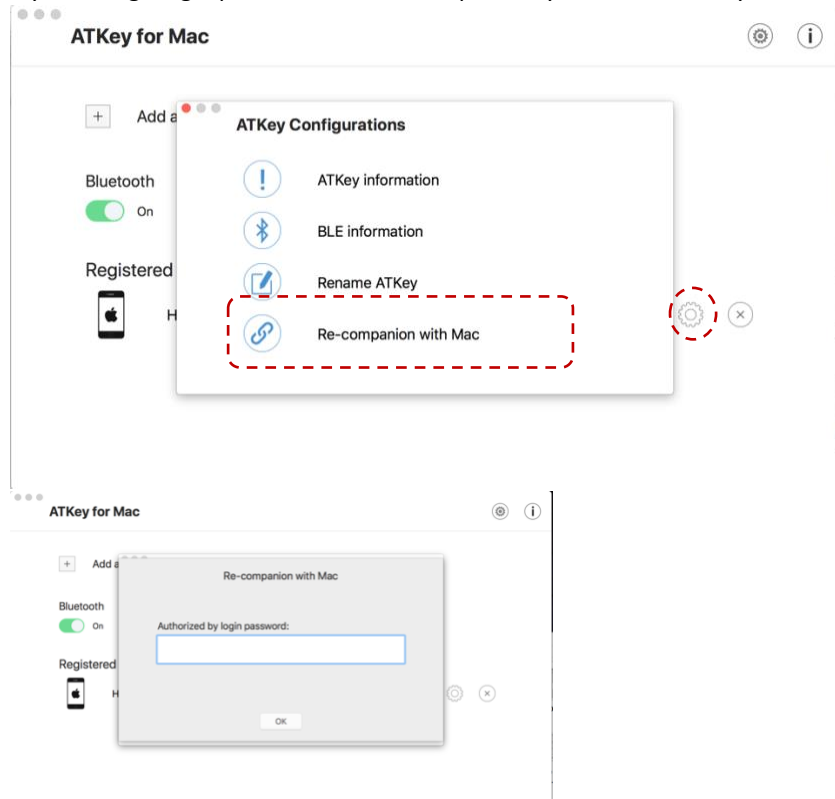 ATKey for Mac
i
+ Add a
ATKey Configurations
Bluetooth
On
! ATKey information
BLE information
Registered
Rename ATKey
H
Re-companion with Mac
ATKey for Mac
i
+ Add a
Re-companion with Mac
Bluetooth
On
Authorized by login password:
Registered
H
OK